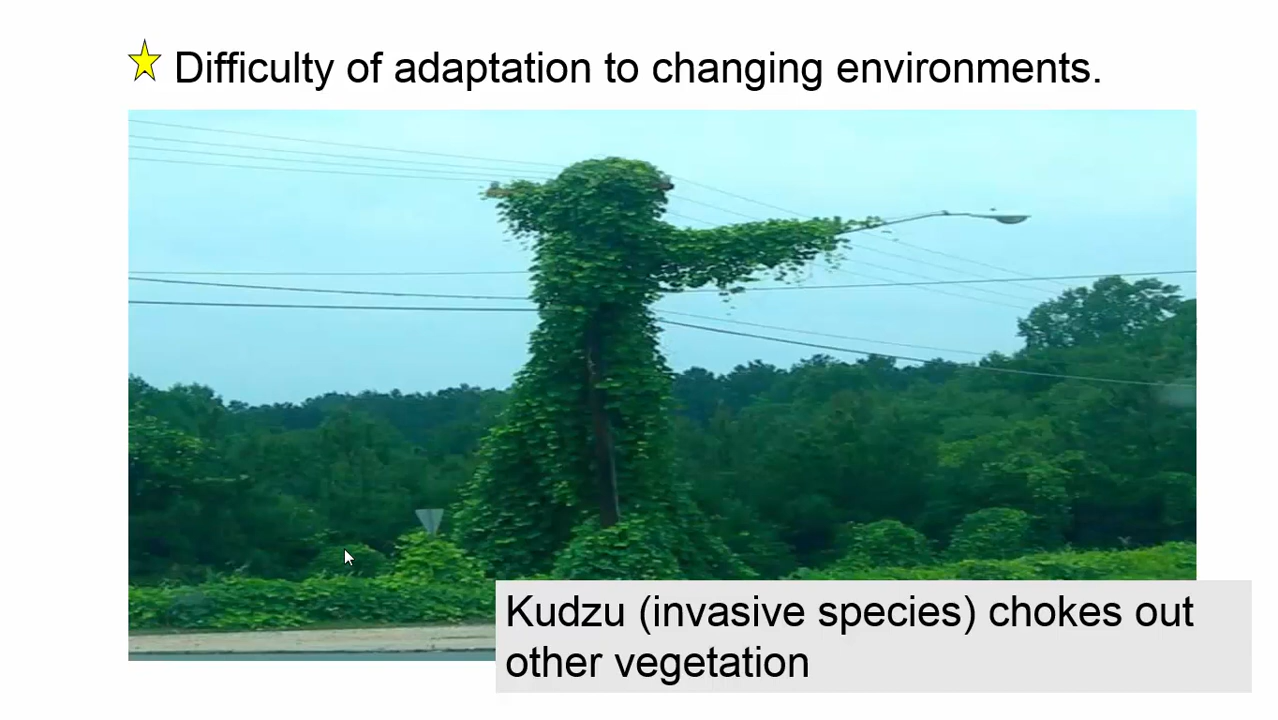 Difficulty of adaptation to changing environments.
Kudzu (invasive species) chokes out
other vegetation